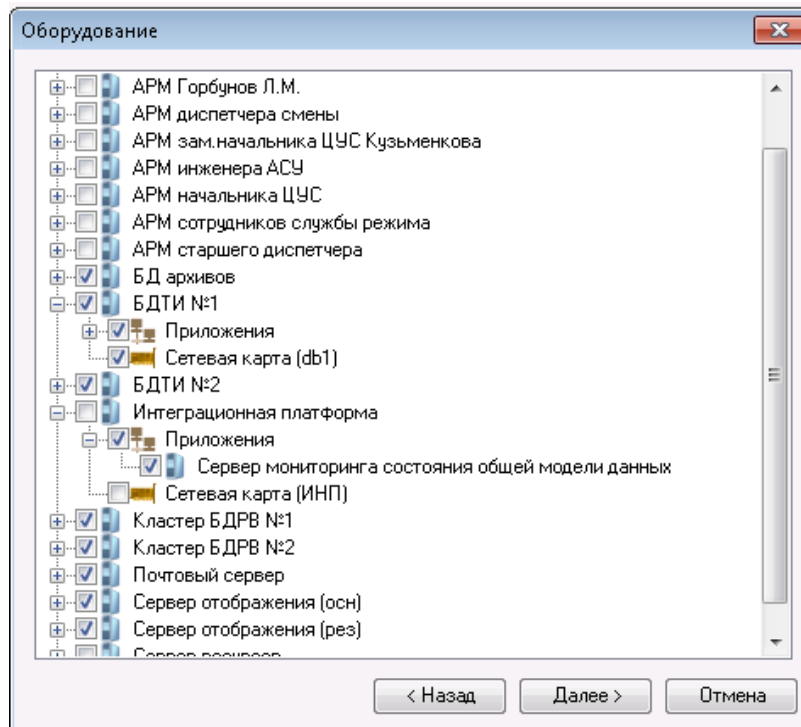 Оборудование
АРМ Горбунов Л.М.
АРМ диспетчера смены
АРМ зам.начальника ЦУС Кузьменкова
АРМ инженера АСУ
АРМ начальника ЦУС
АРМ сотрудников службы режима
АРМ старшего диспетчера
БД архивов
БДТИ №1
Приложения
Сетевая карта (db1)
БДТИ №2
Интеграционная платформа
Приложения
Сервер мониторинга состояния общей модели данных
Сетевая карта (ИНП)
Кластер БДРВ №1
Кластер БДРВ №2
Почтовый сервер
Сервер отображения (осн)
Сервер отображения (рез)
Сервер ресурсов
< Назад
Далее >
Отмена